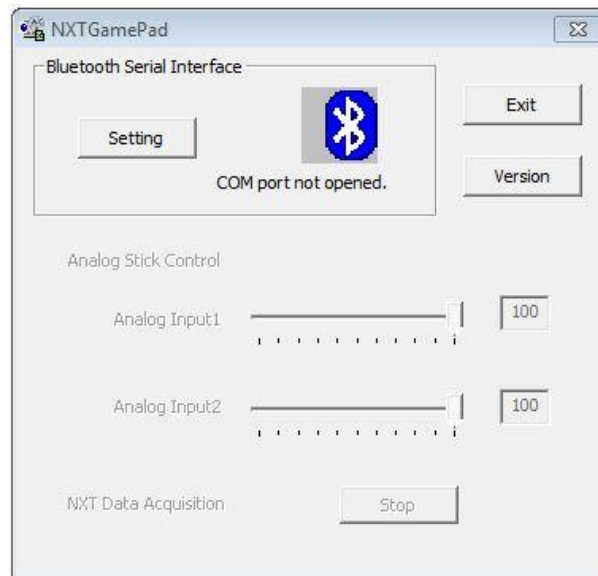 NXTGamePad
Bluetooth Serial Interface
Setting
COM port not opened.
Exit
Version
Analog Stick Control
Analog Input1
100
Analog Input2
100
NXT Data Acquisition
Stop